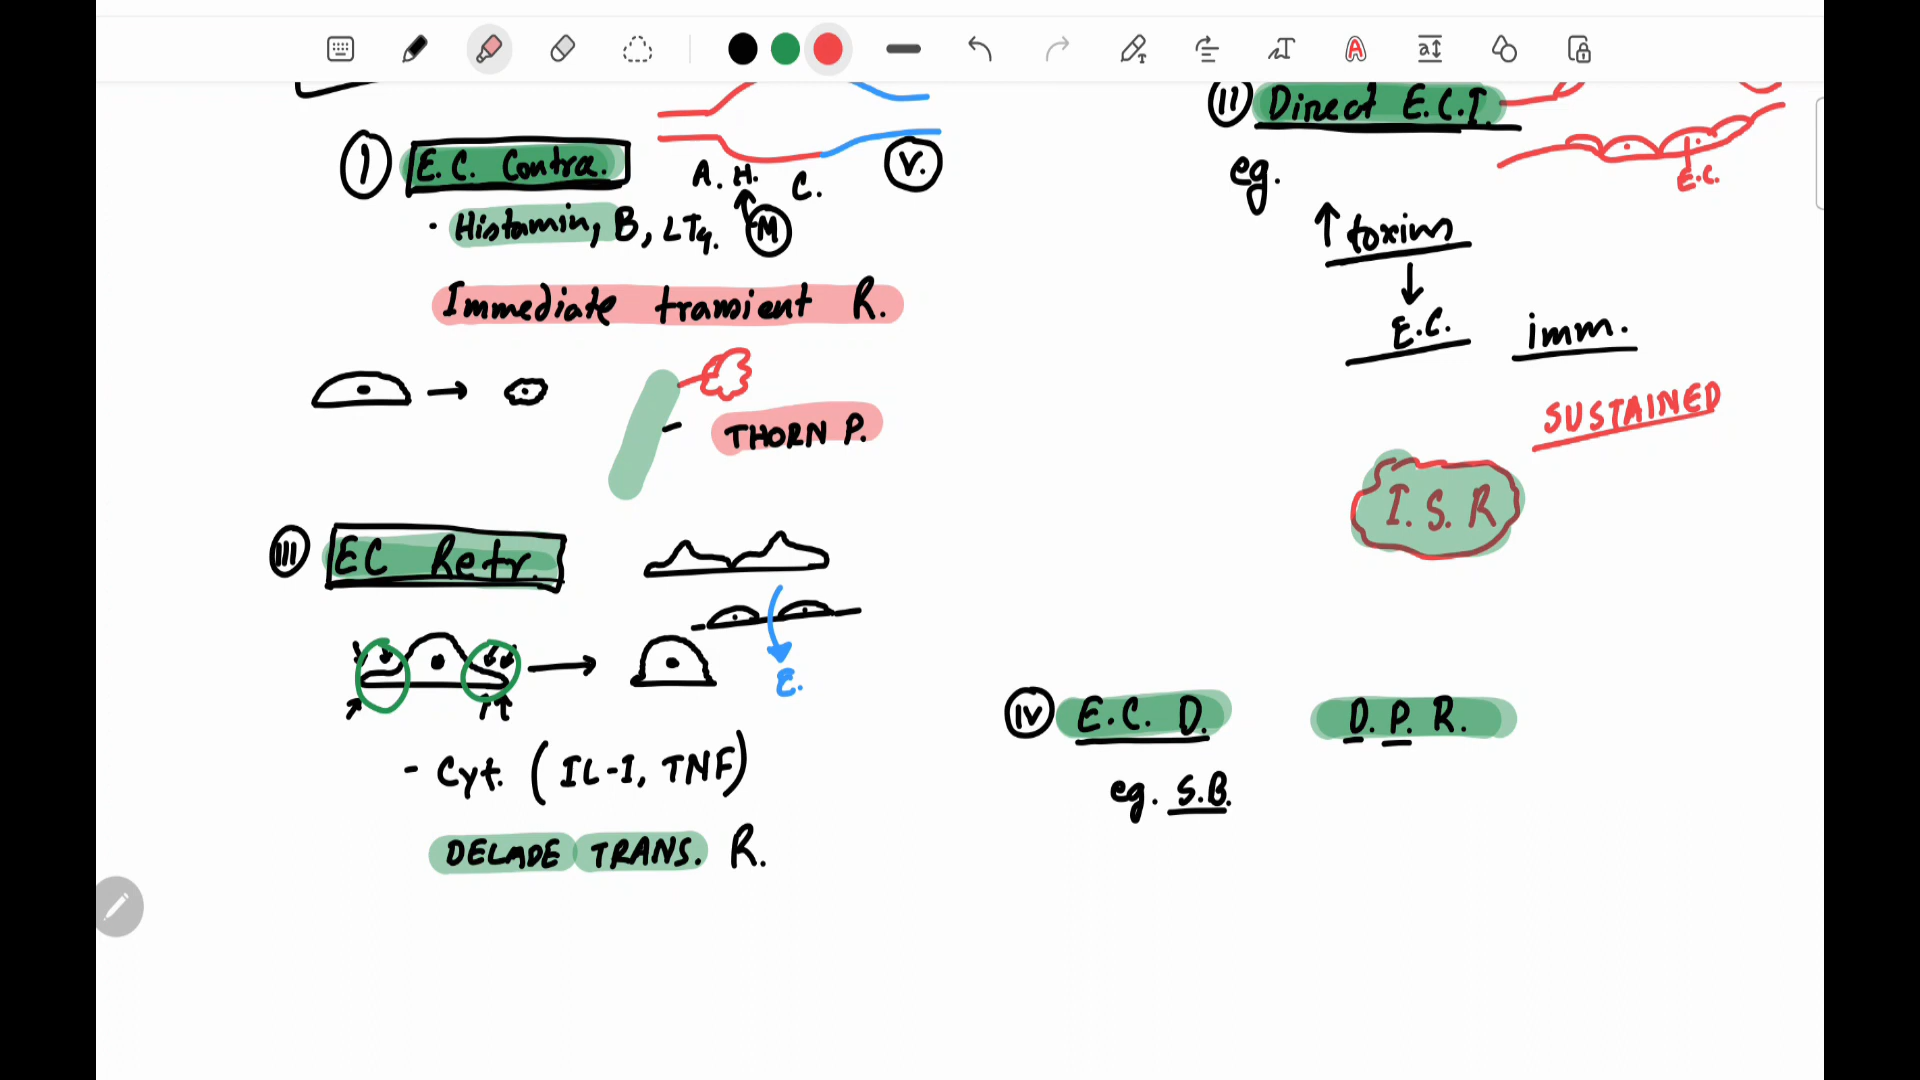 I E.C. Contra.
A. H. C. V.
· Histamin, B, LT4. M
Immediate transient R.
THORN P.
II Direct E.C.I.
E.C.
eg.
↑ toxins
↓
E.C. imm.
SUSTAINED
I.S.R
III EC Retr.
E.
- Cyt. (IL-1, TNF)
DELADE TRANS. R.
IV E.C. D. D.P.R.
eg. S.B.